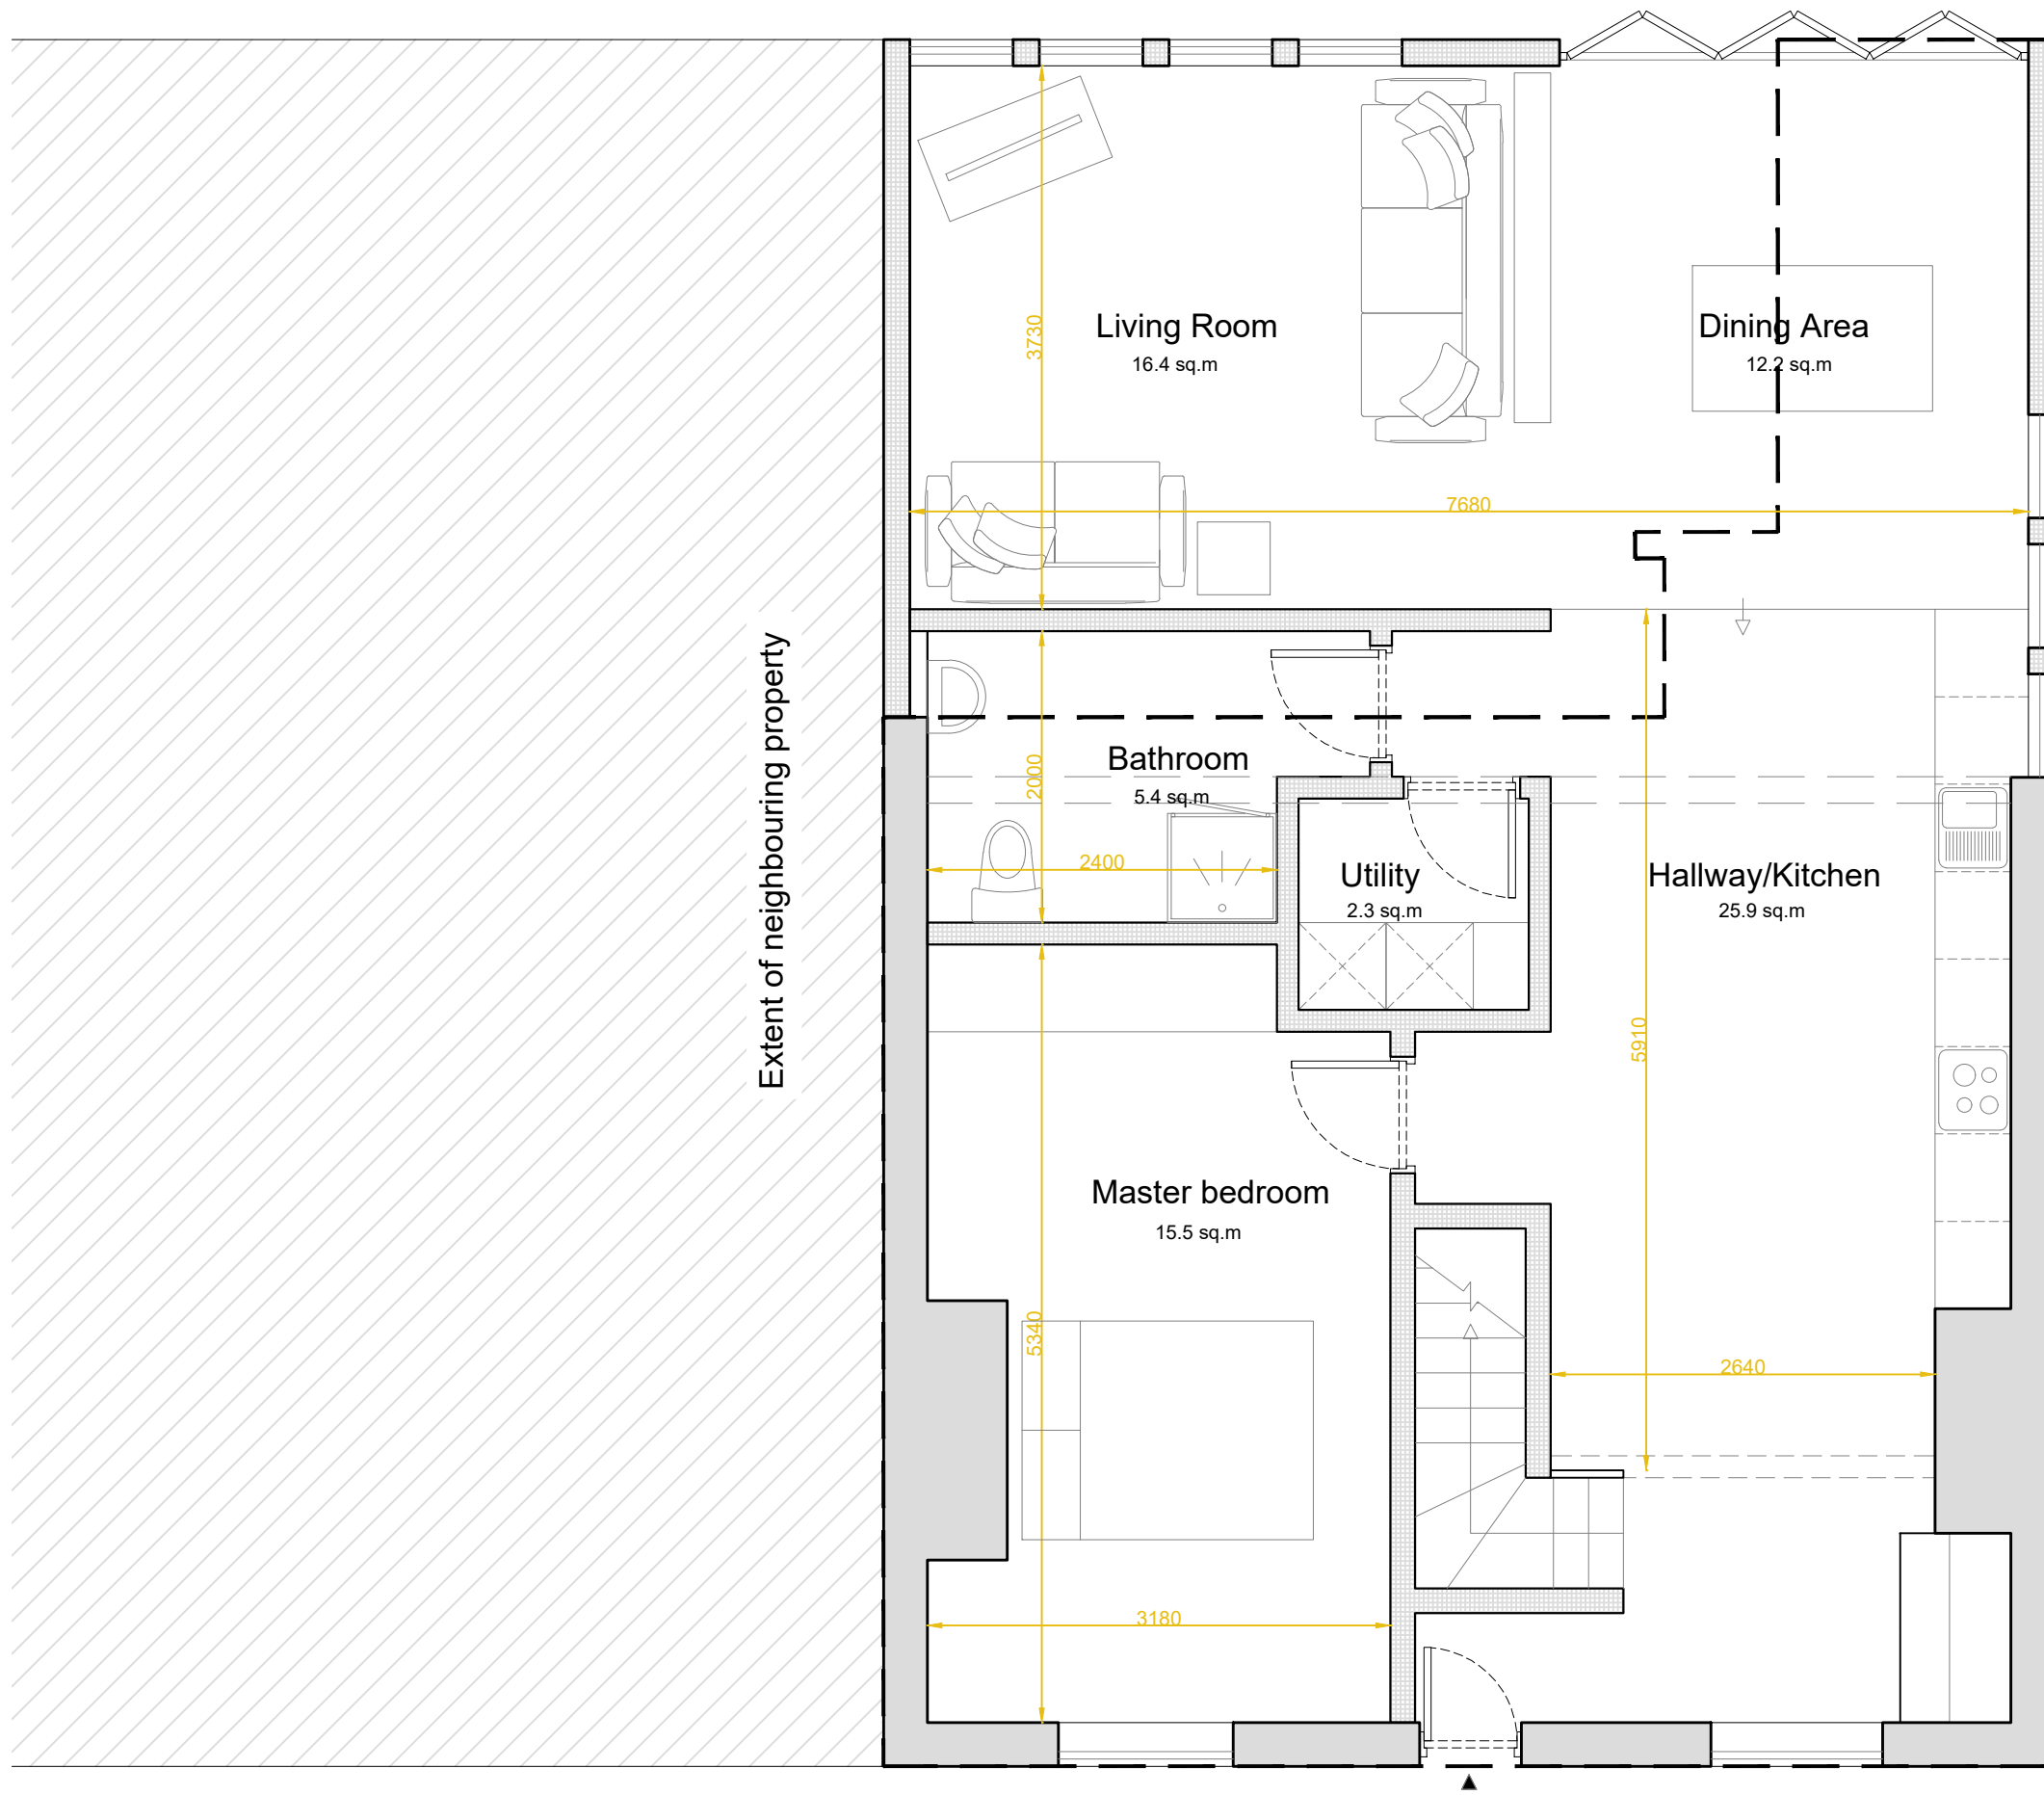 3730
Living Room
16.4 sq.m
Dining Area
12.2 sq.m
7680
Extent of neighbouring property
Bathroom
5.4 sq.m
2000
2400
Utility
2.3 sq.m
Hallway/Kitchen
25.9 sq.m
5910
Master bedroom
15.5 sq.m
5340
2640
3180